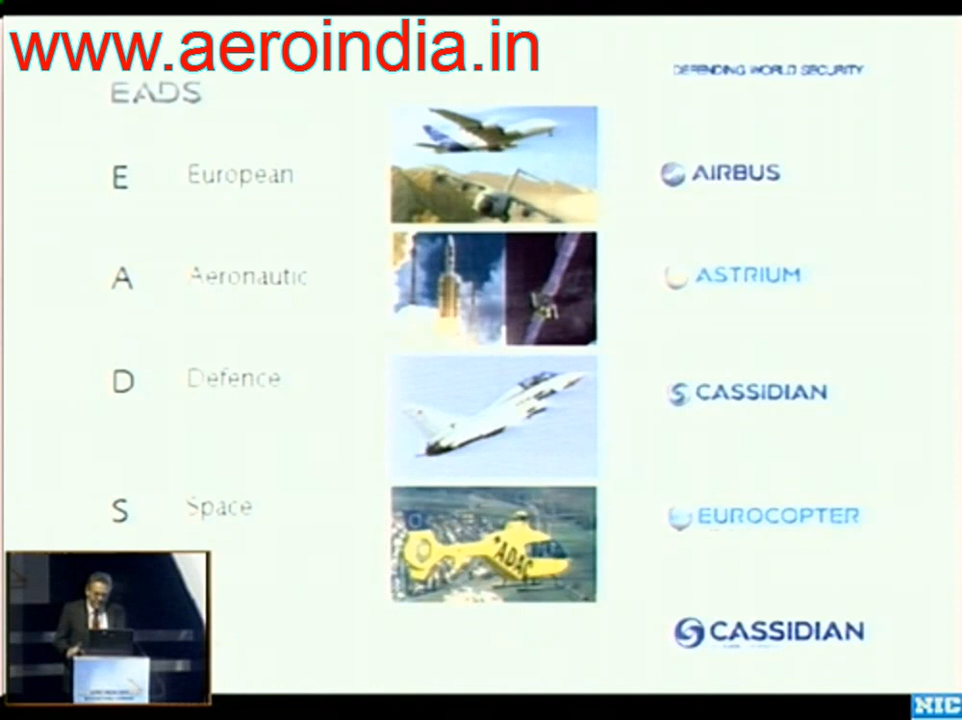 www.aeroindia.in
DEFENDING WORLD SECURITY
EADS
E European
AIRBUS
A Aeronautic
ASTRIUM
D Defence
CASSIDIAN
S Space
EUROCOPTER
ADAC
CASSIDIAN
NIC